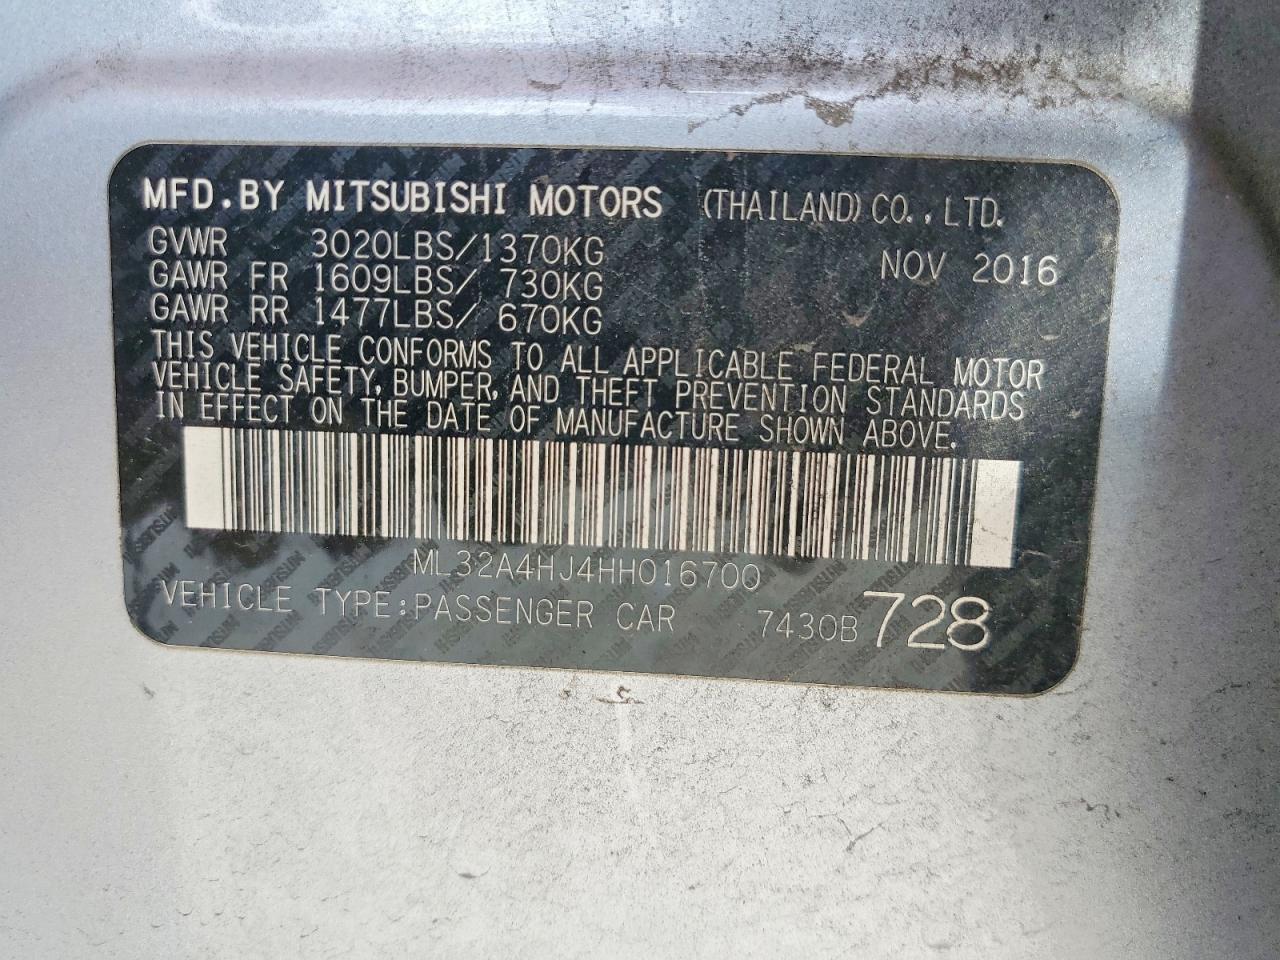 MFD.BY MITSUBISHI MOTORS (THAILAND) CO., LTD.
GVWR 3020LBS/1370KG NOV 2016
GAWR FR 1609LBS/ 730KG
GAWR RR 1477LBS/ 670KG
THIS VEHICLE CONFORMS TO ALL APPLICABLE FEDERAL MOTOR
VEHICLE SAFETY, BUMPER, AND THEFT PREVENTION STANDARDS
IN EFFECT ON THE DATE OF MANUFACTURE SHOWN ABOVE.
ML32A4HJ4HH016700
VEHICLE TYPE:PASSENGER CAR 7430B 728